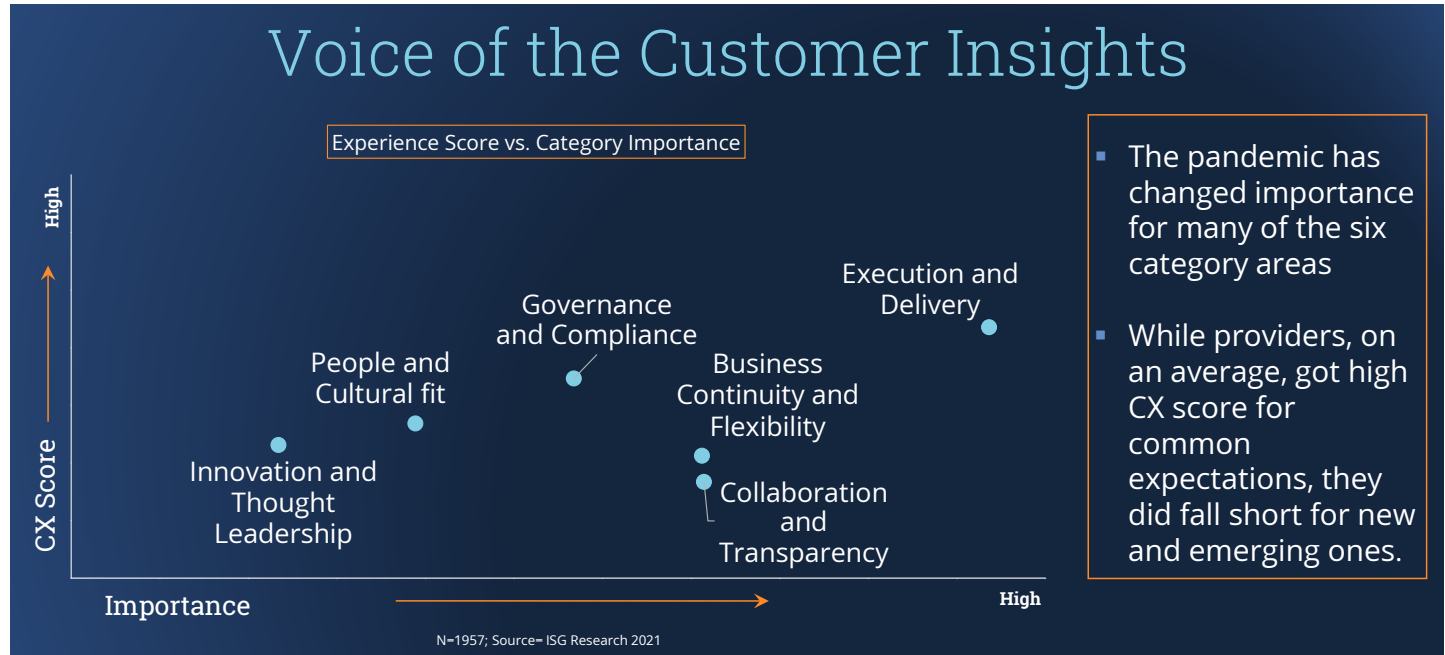 Voice of the Customer Insights
Experience Score vs. Category Importance
High
CX Score
Execution and
Delivery
Governance
and Compliance
People and
Cultural fit
Business
Continuity and
Flexibility
Innovation and
Thought
Leadership
Collaboration
and
Transparency
Importance
High
N=1957; Source= ISG Research 2021
▪ The pandemic has
changed importance
for many of the six
category areas
▪ While providers, on
an average, got high
CX score for
common
expectations, they
did fall short for new
and emerging ones.